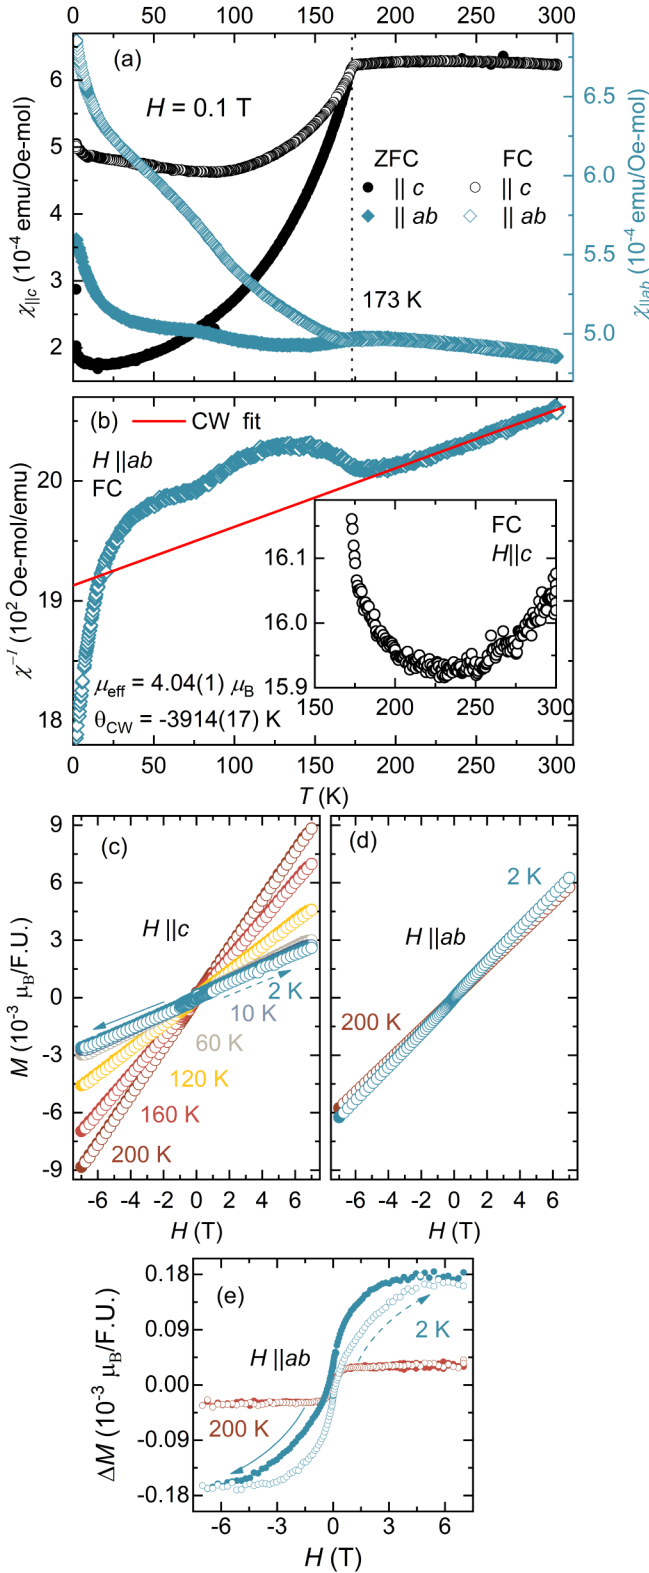 0 50 100 150 200 250 300
(a)
H = 0.1 T
ZFC FC
|| c || c
|| ab || ab
173 K
6
5
4
3
2
χ||c (10-4 emu/Oe-mol)
6.5
6.0
5.5
5.0
χ||ab (10-4 emu/Oe-mol)
(b) CW fit
H ||ab
FC
20
19
18
χ-1 (102 Oe-mol/emu)
FC
H||c
16.1
16.0
15.9
150 200 250 300
μeff = 4.04(1) μB
θCW = -3914(17) K
0 50 100 150 200 250 300
T (K)
(c)
H ||c
2 K
10 K
60 K
120 K
160 K
200 K
9
6
3
0
-3
-6
-9
M (10-3 μB/F.U.)
-6 -4 -2 0 2 4 6
H (T)
(d)
2 K
H ||ab
200 K
-6 -4 -2 0 2 4 6
H (T)
(e)
H ||ab
2 K
200 K
0.18
0.09
0.00
-0.09
-0.18
ΔM (10-3 μB/F.U.)
-6 -3 0 3 6
H (T)